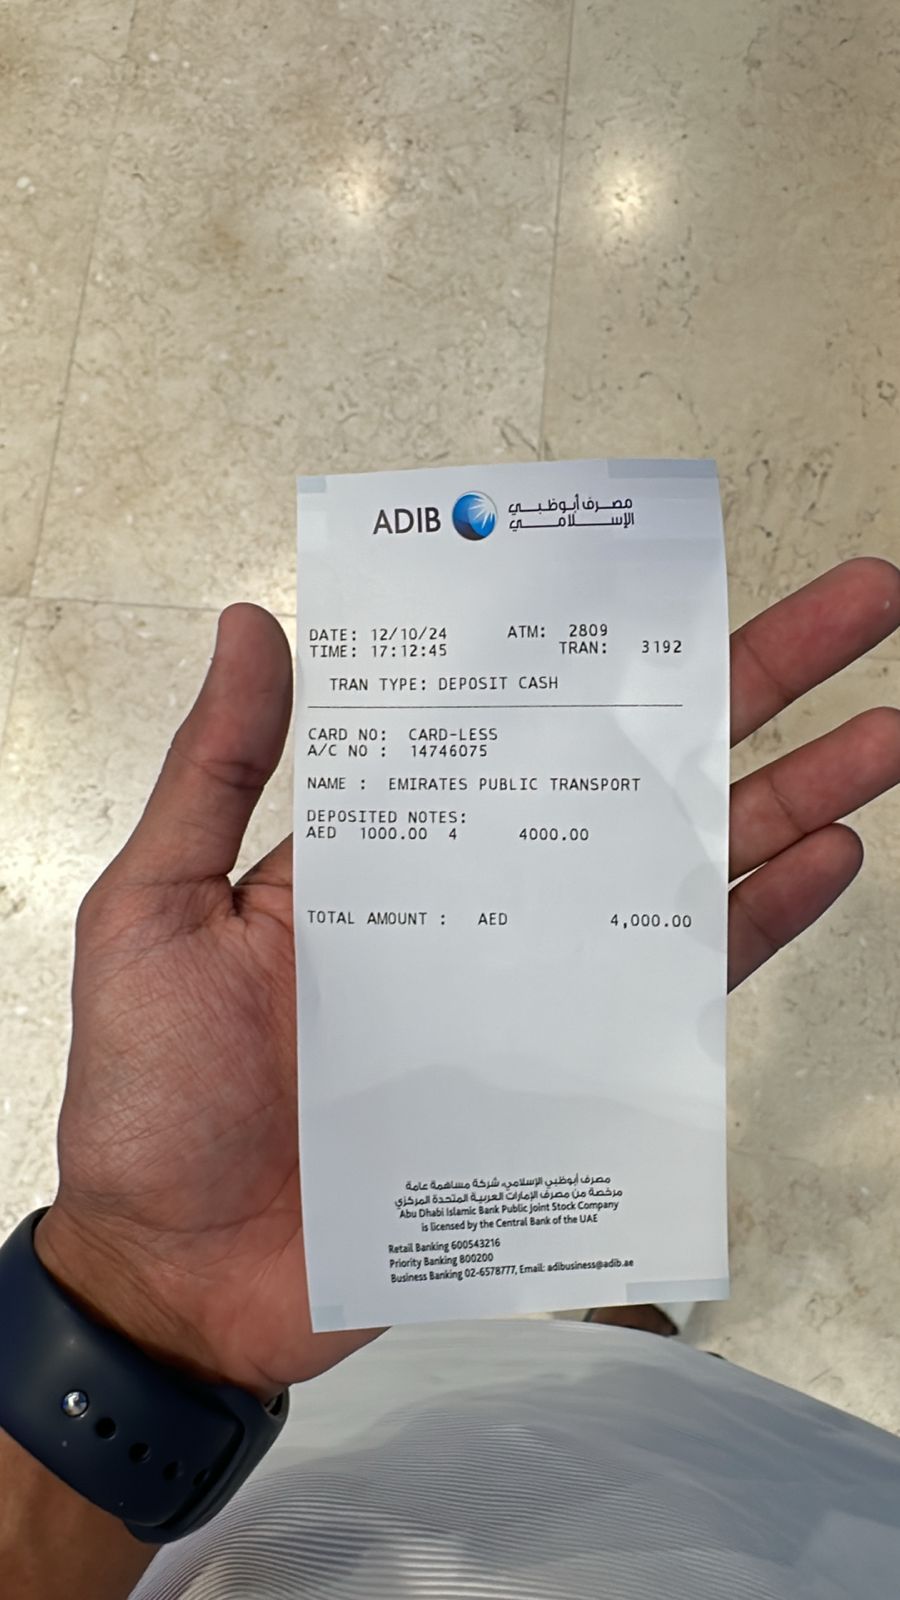 ADIB مصرف أبوظبي
الإسلامي
DATE: 12/10/24 ATM: 2809
TIME: 17:12:45 TRAN: 3192
TRAN TYPE: DEPOSIT CASH
CARD NO: CARD-LESS
A/C NO : 14746075
NAME : EMIRATES PUBLIC TRANSPORT
DEPOSITED NOTES:
AED 1000.00 4 4000.00
TOTAL AMOUNT : AED 4,000.00
مصرف أبوظبي الإسلامي، شركة مساهمة عامة
مرخصة من مصرف الإمارات العربية المتحدة المركزي
Abu Dhabi Islamic Bank Public Joint Stock Company
is licensed by the Central Bank of the UAE
Retail Banking 600543216
Priority Banking 800200
Business Banking 02-6578777, Email: adibusiness@adib.ae